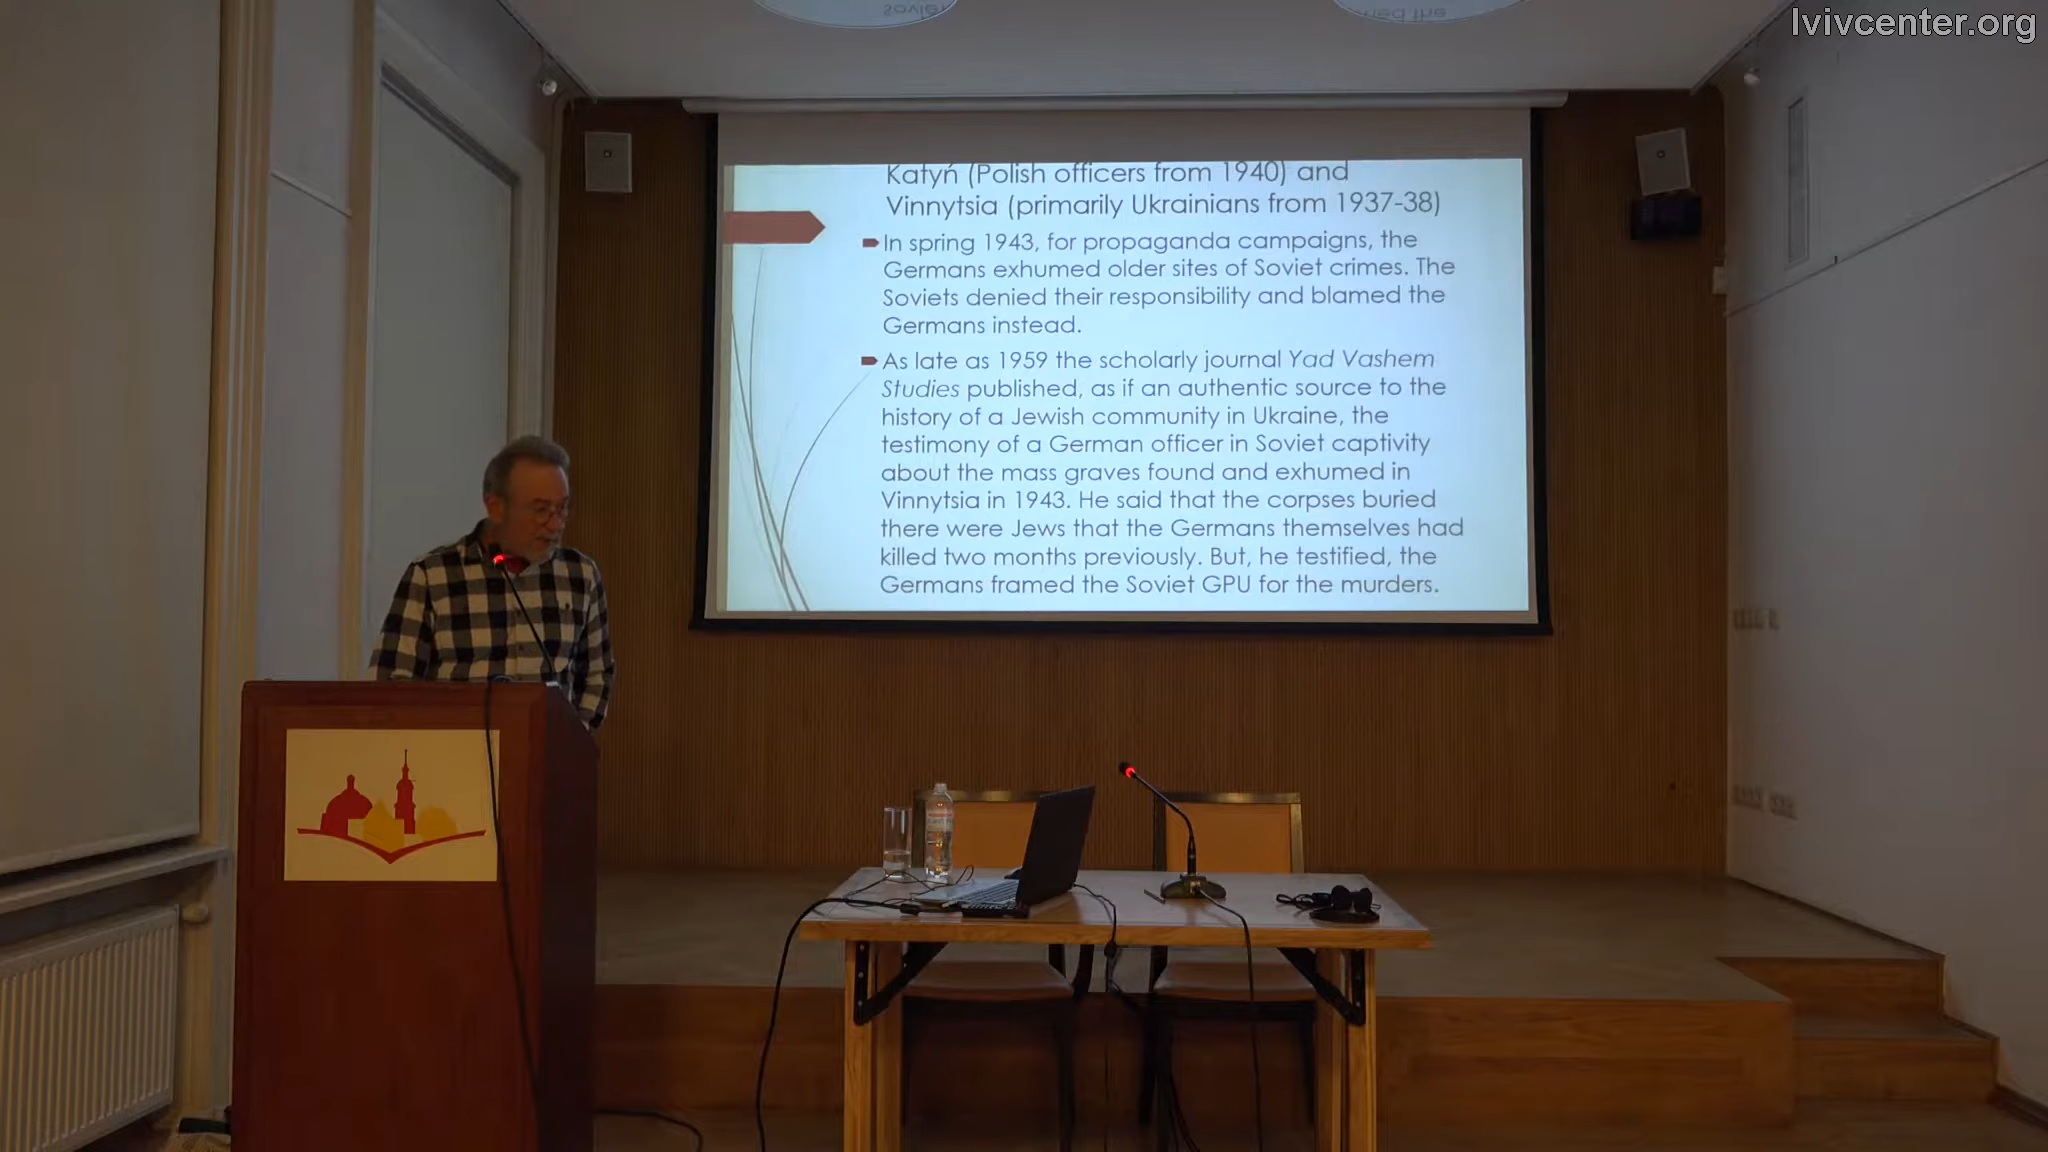 lvivcenter.org
Katyń (Polish officers from 1940) and
Vinnytsia (primarily Ukrainians from 1937-38)
In spring 1943, for propaganda campaigns, the
Germans exhumed older sites of Soviet crimes. The
Soviets denied their responsibility and blamed the
Germans instead.
As late as 1959 the scholarly journal Yad Vashem
Studies published, as if an authentic source to the
history of a Jewish community in Ukraine, the
testimony of a German officer in Soviet captivity
about the mass graves found and exhumed in
Vinnytsia in 1943. He said that the corpses buried
there were Jews that the Germans themselves had
killed two months previously. But, he testified, the
Germans framed the Soviet GPU for the murders.